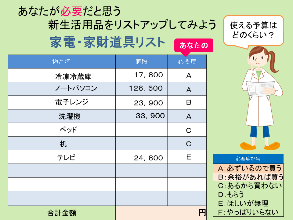 あなたが必要だと思う
新生活用品をリストアップしてみよう
使える予算は
どのくらい?
家電・家財道具リスト
あなたの
冷凍冷蔵庫 17,800 A
ノートパソコン 126,500 A
電子レンジ 23,900 B
洗濯機 33,900 A
ベッド C
机 C
テレビ 24,800 E
合計金額 円
A:必ずいるので買う
B:余裕があれば買う
C:あるから買わない
D:もらう
E:ほしいが無理
F:やっぱりいらない